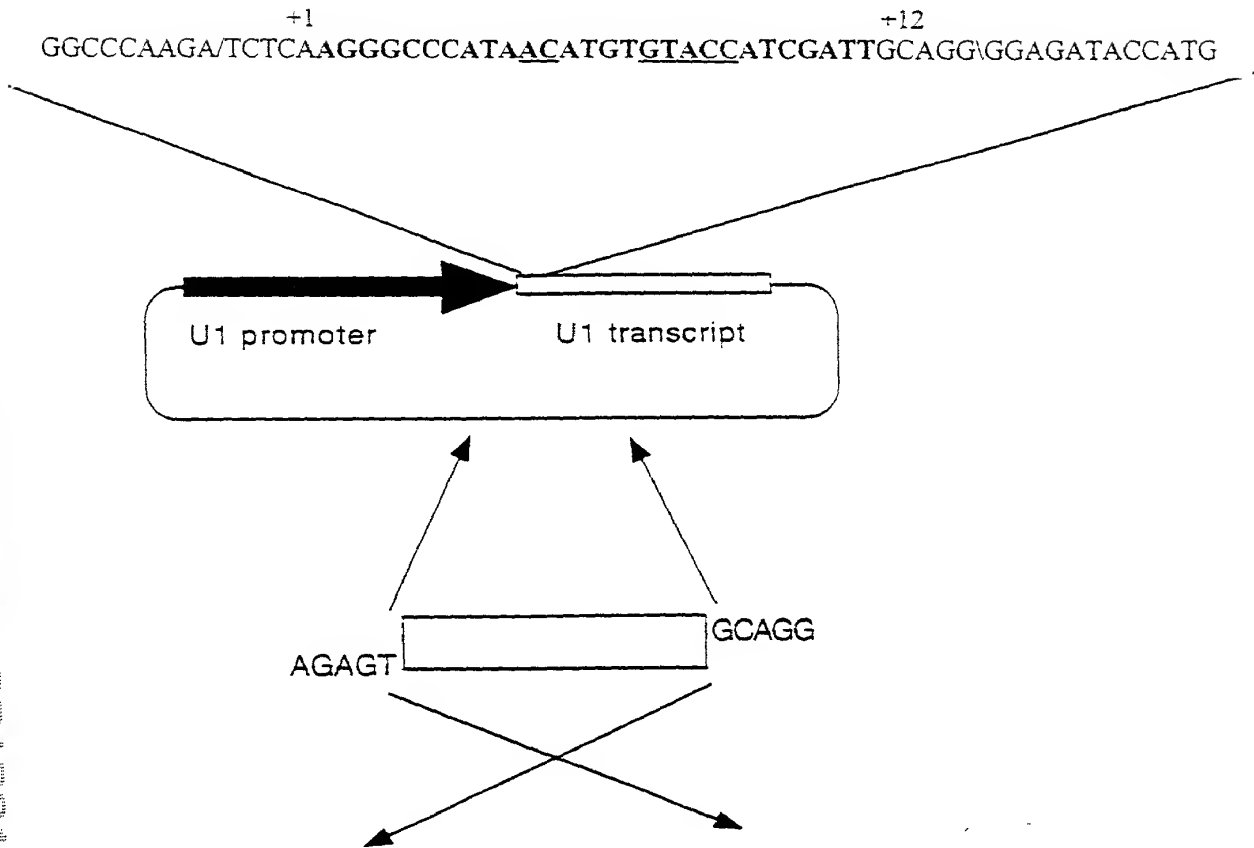 +1 +12
GGCCCAAGA/TCTCAAGGGCCCATAACATGTGTACCATCGATTGCAGG\GGAGATACCATG
U1 promoter U1 transcript
GCAGG
AGAGT